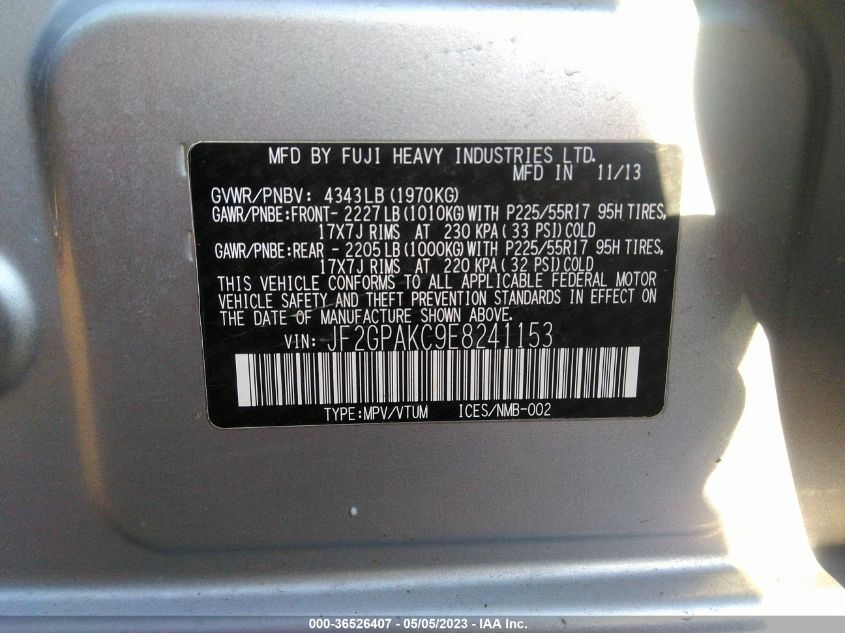 MFD BY FUJI HEAVY INDUSTRIES LTD.
MFD IN 11/13
GVWR/PNBV: 4343LB (1970KG)
GAWR/PNBE:FRONT- 2227LB (1010KG) WITH P225/55R17 95H TIRES,
17X7J RIMS AT 230 KPA (33 PSI) COLD
GAWR/PNBE:REAR - 2205LB (1000KG) WITH P225/55R17 95H TIRES,
17X7J RIMS AT 220 KPA (32 PSI) COLD
THIS VEHICLE CONFORMS TO ALL APPLICABLE FEDERAL MOTOR
VEHICLE SAFETY AND THEFT PREVENTION STANDARDS IN EFFECT ON
THE DATE OF MANUFACTURE SHOWN ABOVE.
VIN: JF2GPAKC9E8241153
TYPE:MPV/VTUM ICES/NMB-002
000-36526407 - 05/05/2023 - IAA Inc.